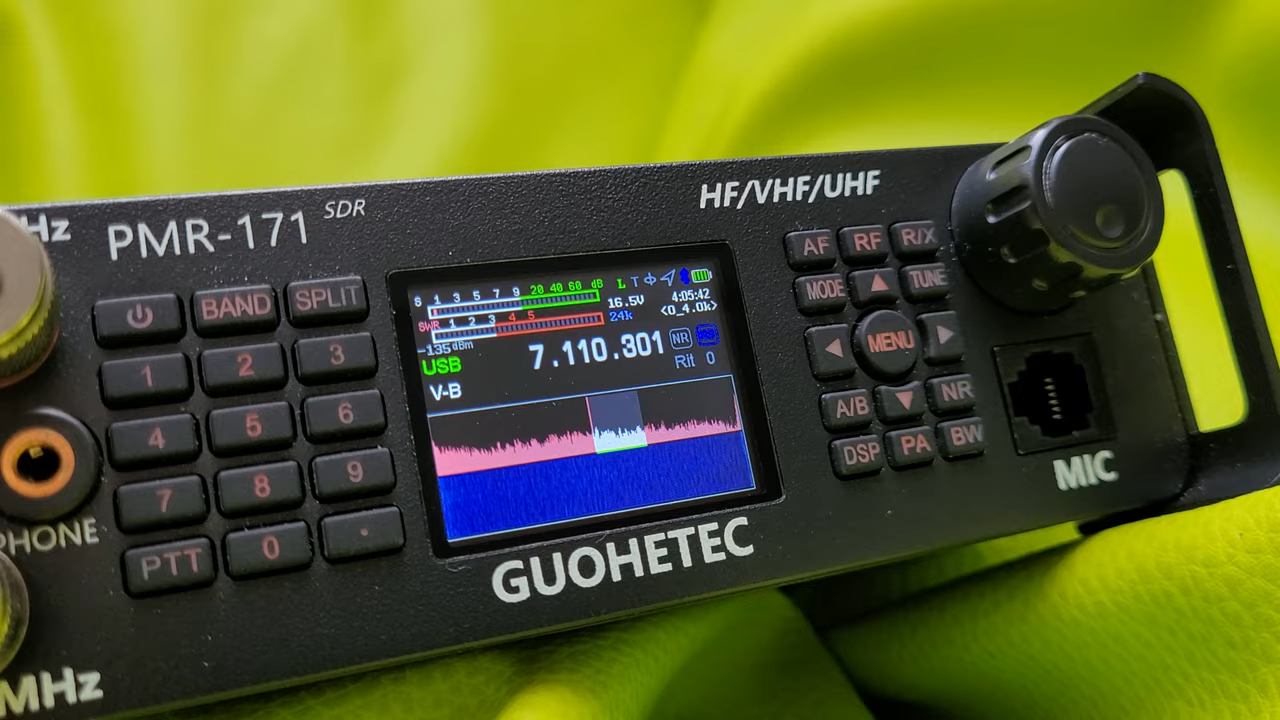 Hz
PMR-171 SDR
HF/VHF/UHF
BAND SPLIT
1 2 3
4 5 6
7 8 9
PTT 0 .
PHONE
MHz
S 1 3 5 7 9 20 40 60 dB
L T
SWR 1 2 3 4 5
16.5V
4:05:42
24k
<0_4.0k>
-135dBm
USB
7.110.301
NR
Rit 0
V-B
GUOHETEC
AF RF R/X
MODE ▲ TUNE
◀ MENU ▶
A/B ▼ NR
DSP PA BW
MIC